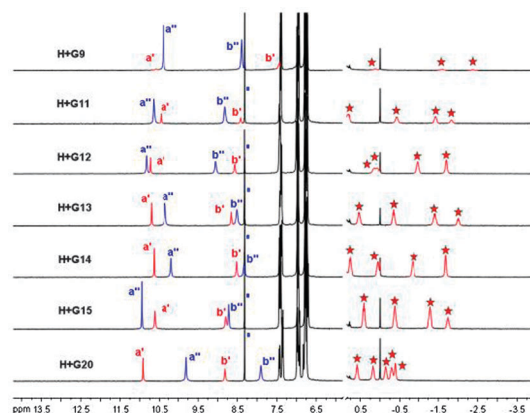 H+G9 a' a" b" b' ★ ★ ★
H+G11 a" a' b" b' ★ ★ ★ ★
H+G12 a" a' b" b' ★ ★ ★ ★
H+G13 a' a" b' b" ★ ★ ★ ★
H+G14 a' a" b' b" ★ ★ ★ ★
H+G15 a" a' b' b" ★ ★ ★ ★
H+G20 a' a" b' b" ★ ★ ★ ★ ★
ppm 13.5 12.5 11.5 10.5 9.5 8.5 7.5 6.5 0.5 -0.5 -1.5 -2.5 -3.5